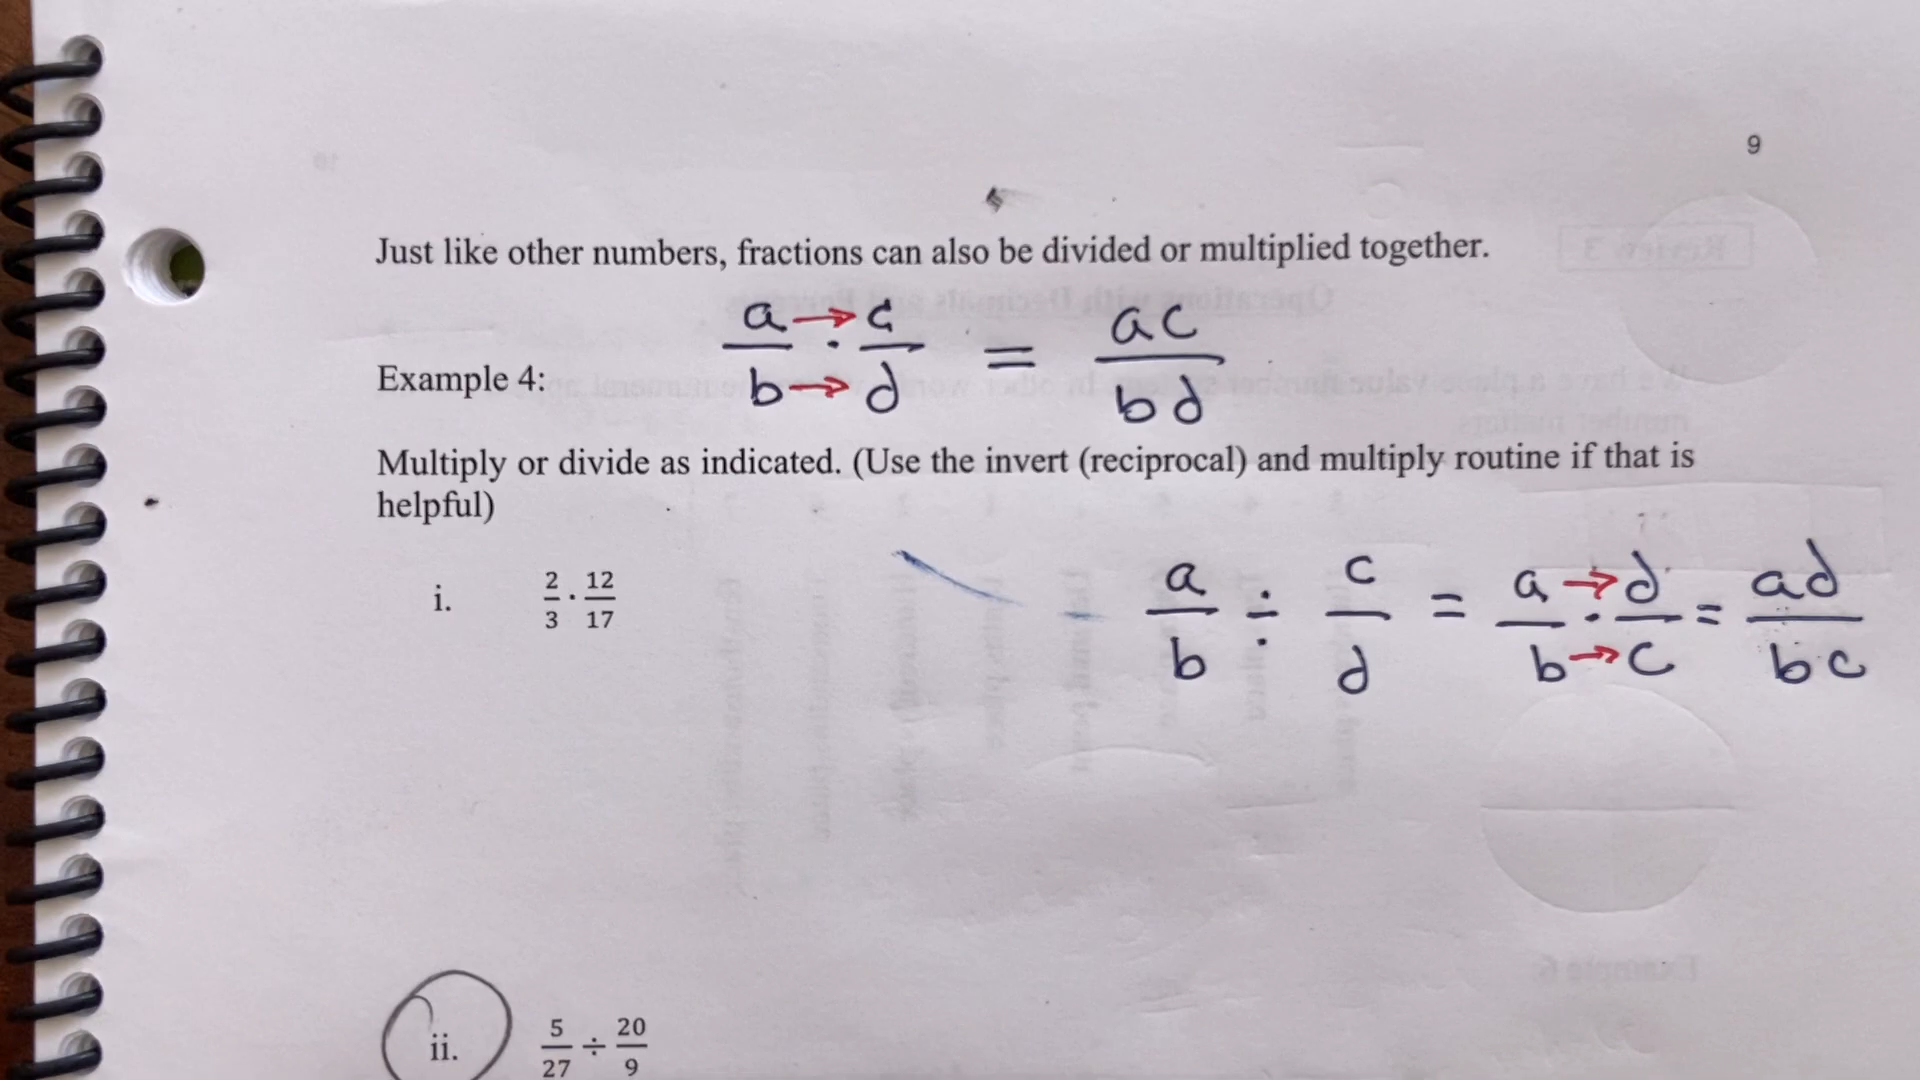 9
Just like other numbers, fractions can also be divided or multiplied together.
Example 4: a/b → · → c/d = ac/bd
Multiply or divide as indicated. (Use the invert (reciprocal) and multiply routine if that is
helpful)
i. 2/3 · 12/17
a/b ÷ c/d = a/b → · → d/c = ad/bc
ii. 5/27 ÷ 20/9